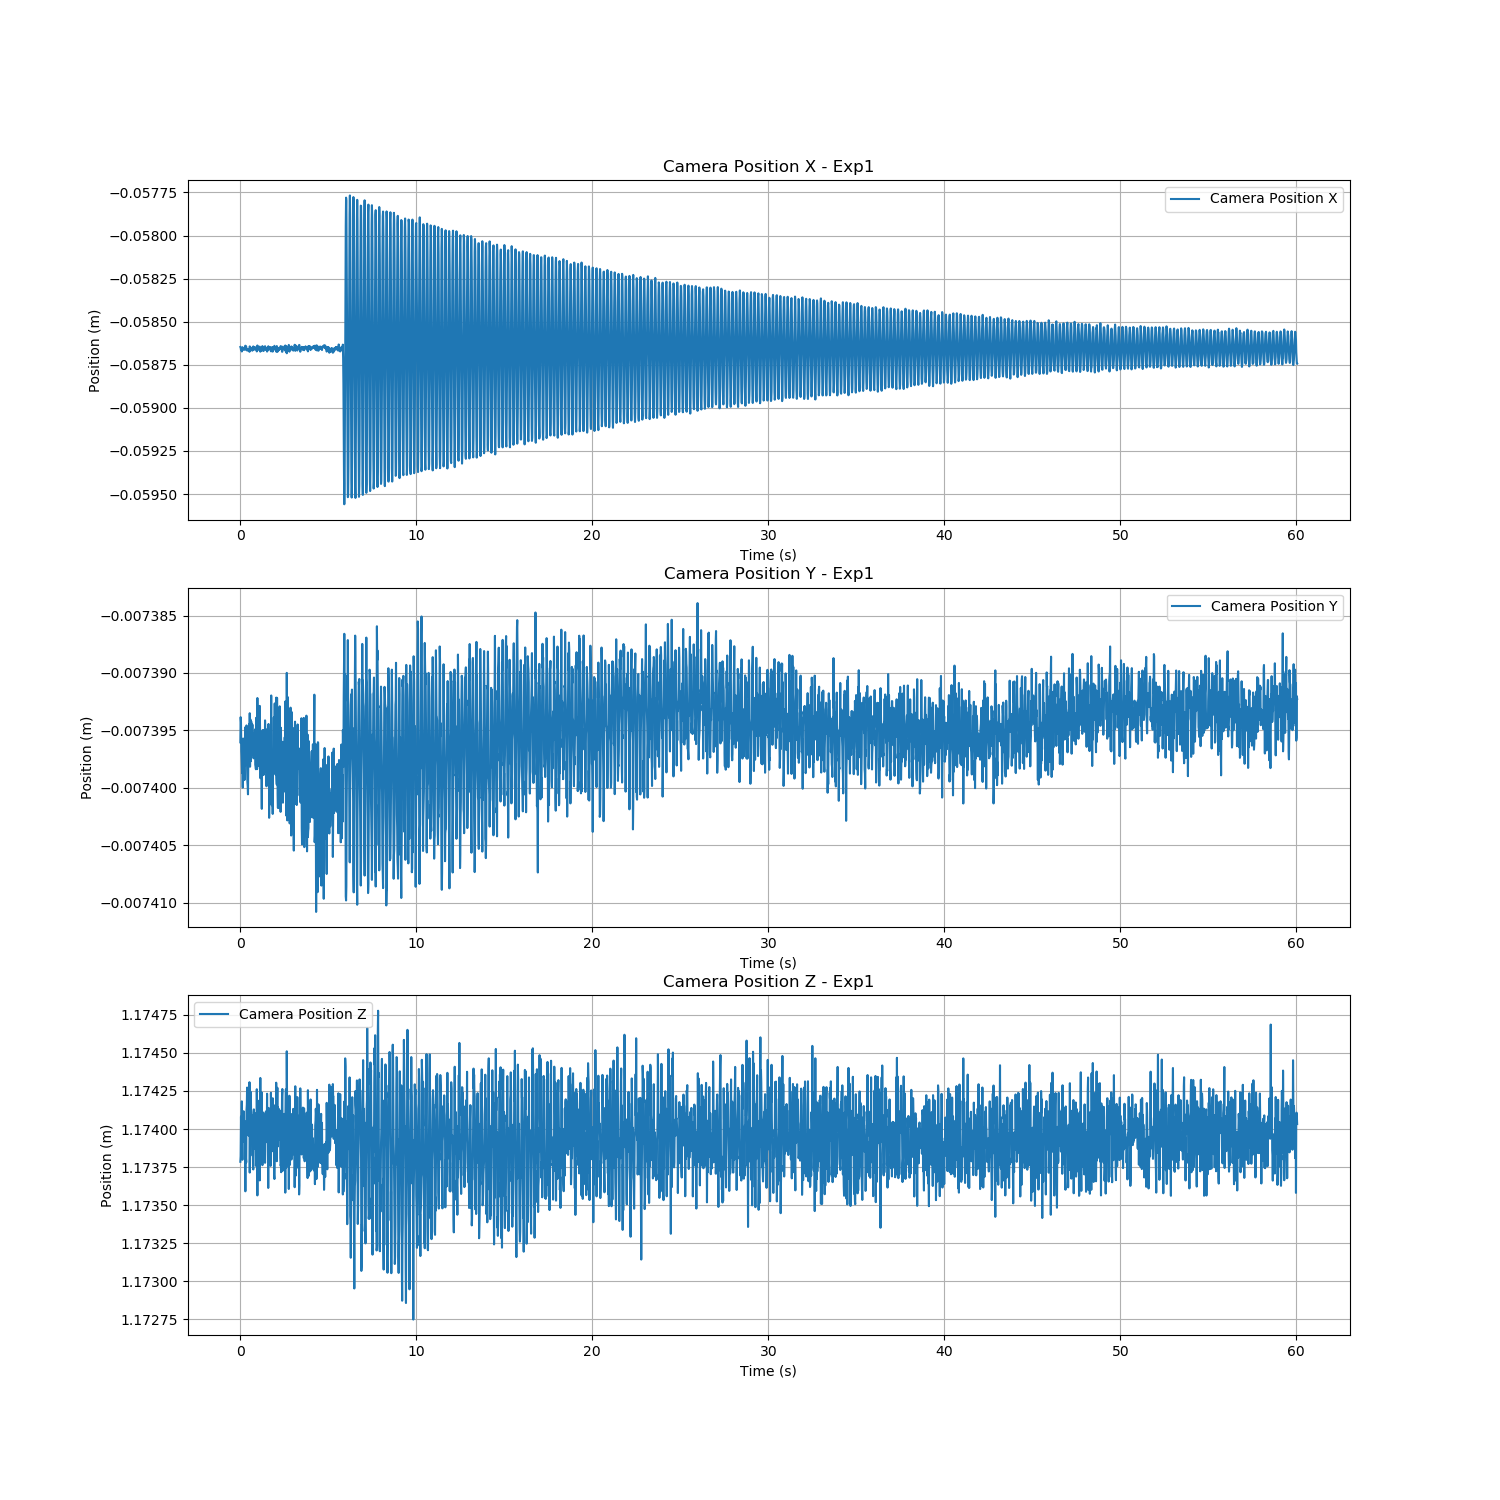 Camera Position X - Exp1
Camera Position X
−0.05775
−0.05800
−0.05825
−0.05850
−0.05875
−0.05900
−0.05925
−0.05950
Position (m)
0 10 20 30 40 50 60
Time (s)
Camera Position Y - Exp1
Camera Position Y
−0.007385
−0.007390
−0.007395
−0.007400
−0.007405
−0.007410
Position (m)
0 10 20 30 40 50 60
Time (s)
Camera Position Z - Exp1
Camera Position Z
1.17475
1.17450
1.17425
1.17400
1.17375
1.17350
1.17325
1.17300
1.17275
Position (m)
0 10 20 30 40 50 60
Time (s)